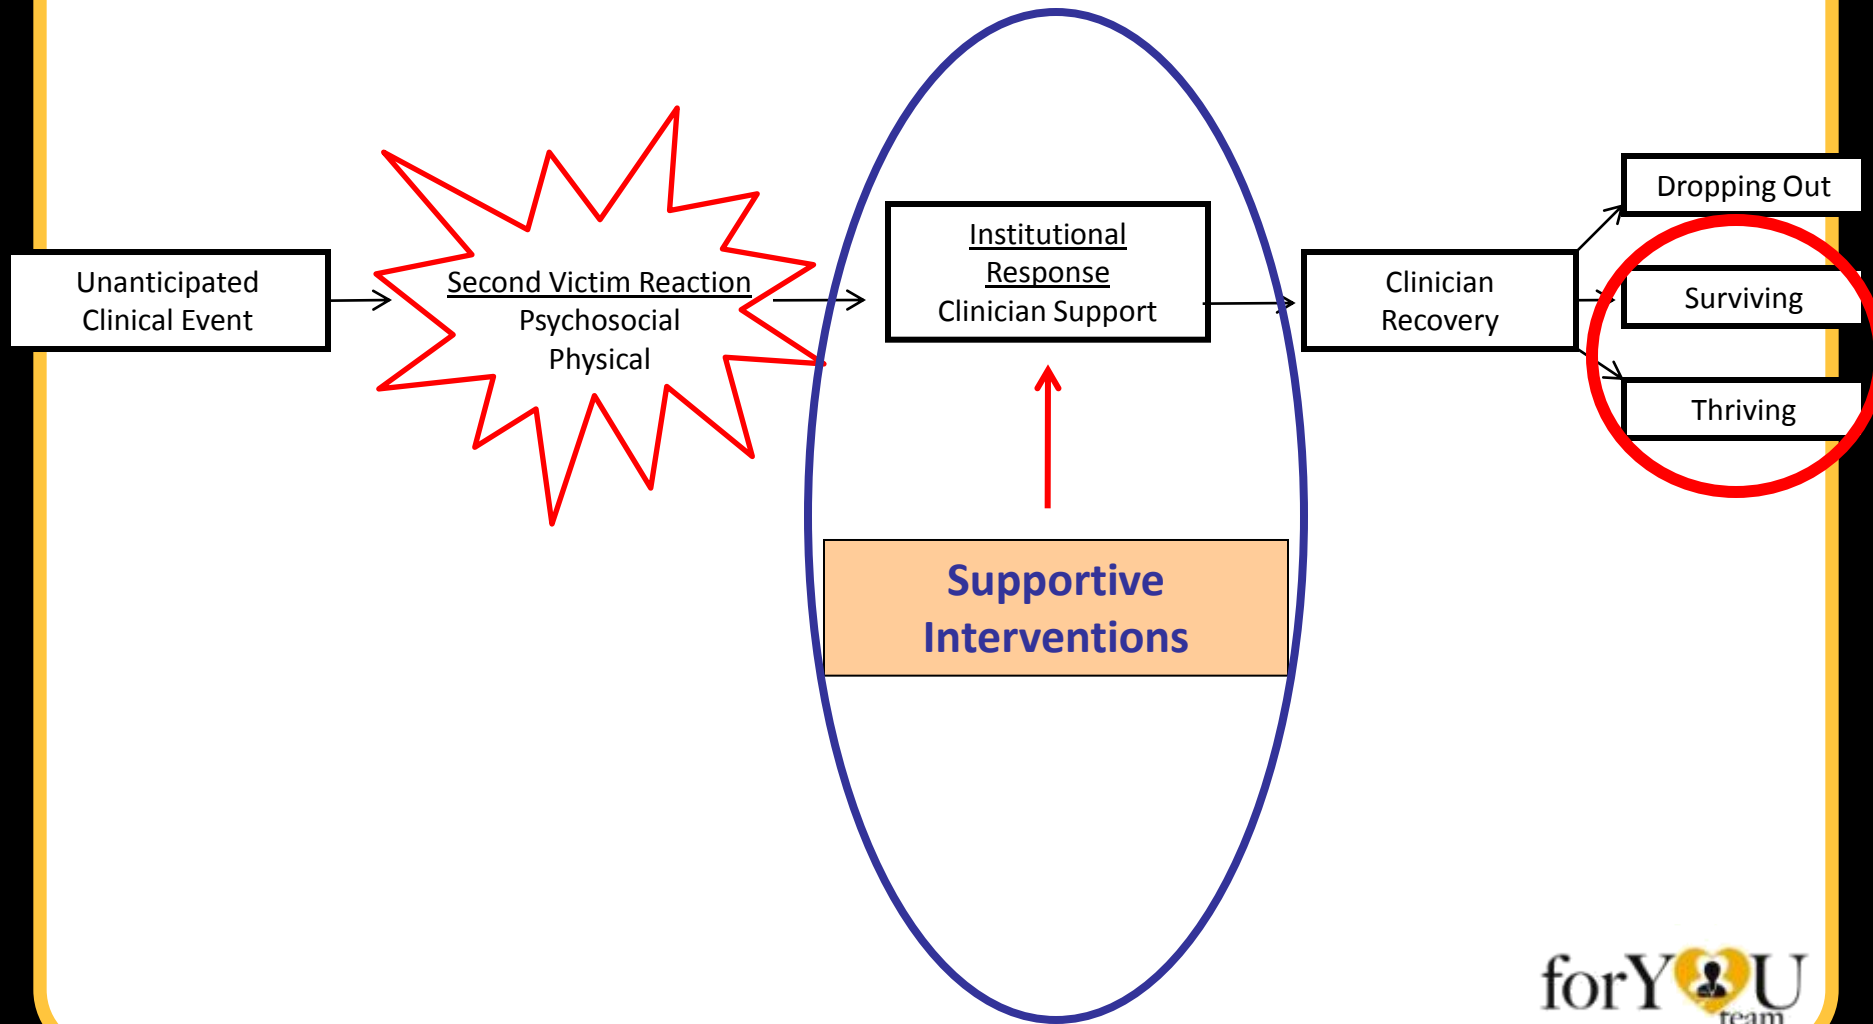 Unanticipated
Clinical Event
Second Victim Reaction
Psychosocial
Physical
Institutional
Response
Clinician Support
Supportive
Interventions
Clinician
Recovery
Dropping Out
Surviving
Thriving
forYOU
team